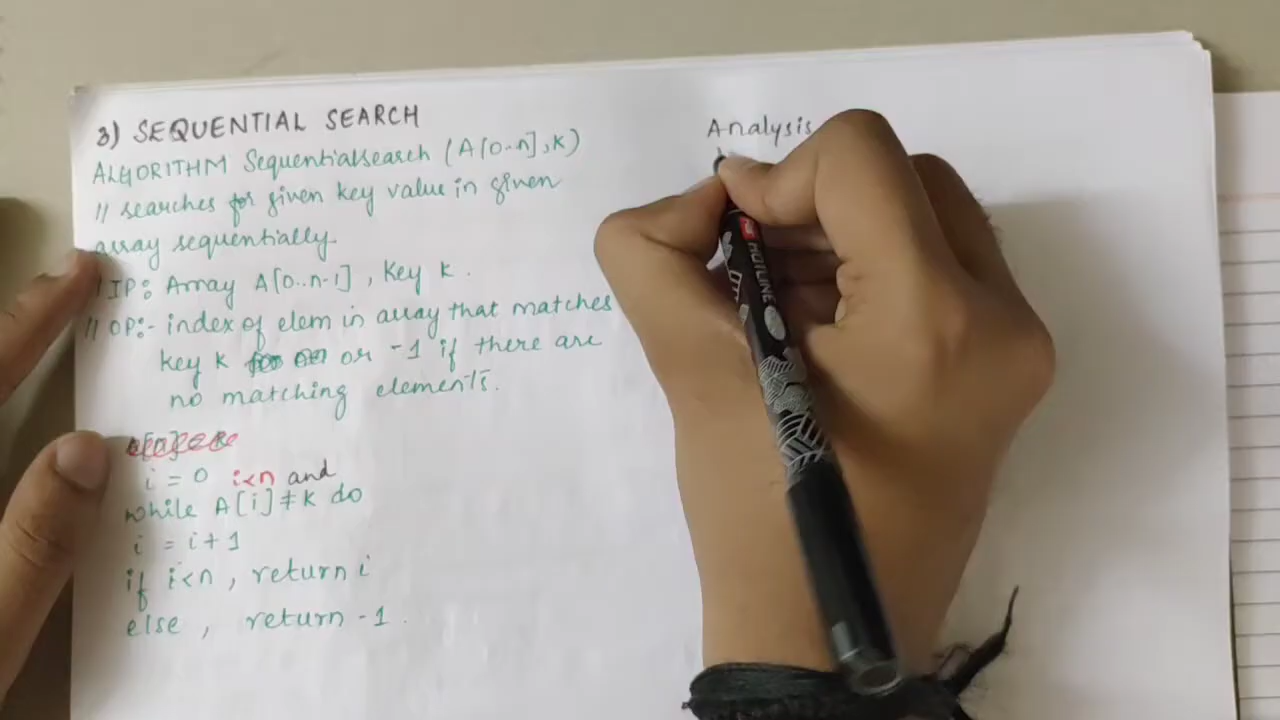 3) SEQUENTIAL SEARCH
ALGORITHM Sequentialsearch (A[0..n], K)
// searches for given key value in given
array sequentially
// IP: Array A[0..n-1], Key k.
// OP:- index of elem in array that matches
key k or -1 if there are
no matching elements.
i = 0 i<n and
while A[i]≠K do
i = i+1
if i<n, return i
else, return -1.
Analysis
HOTLINE